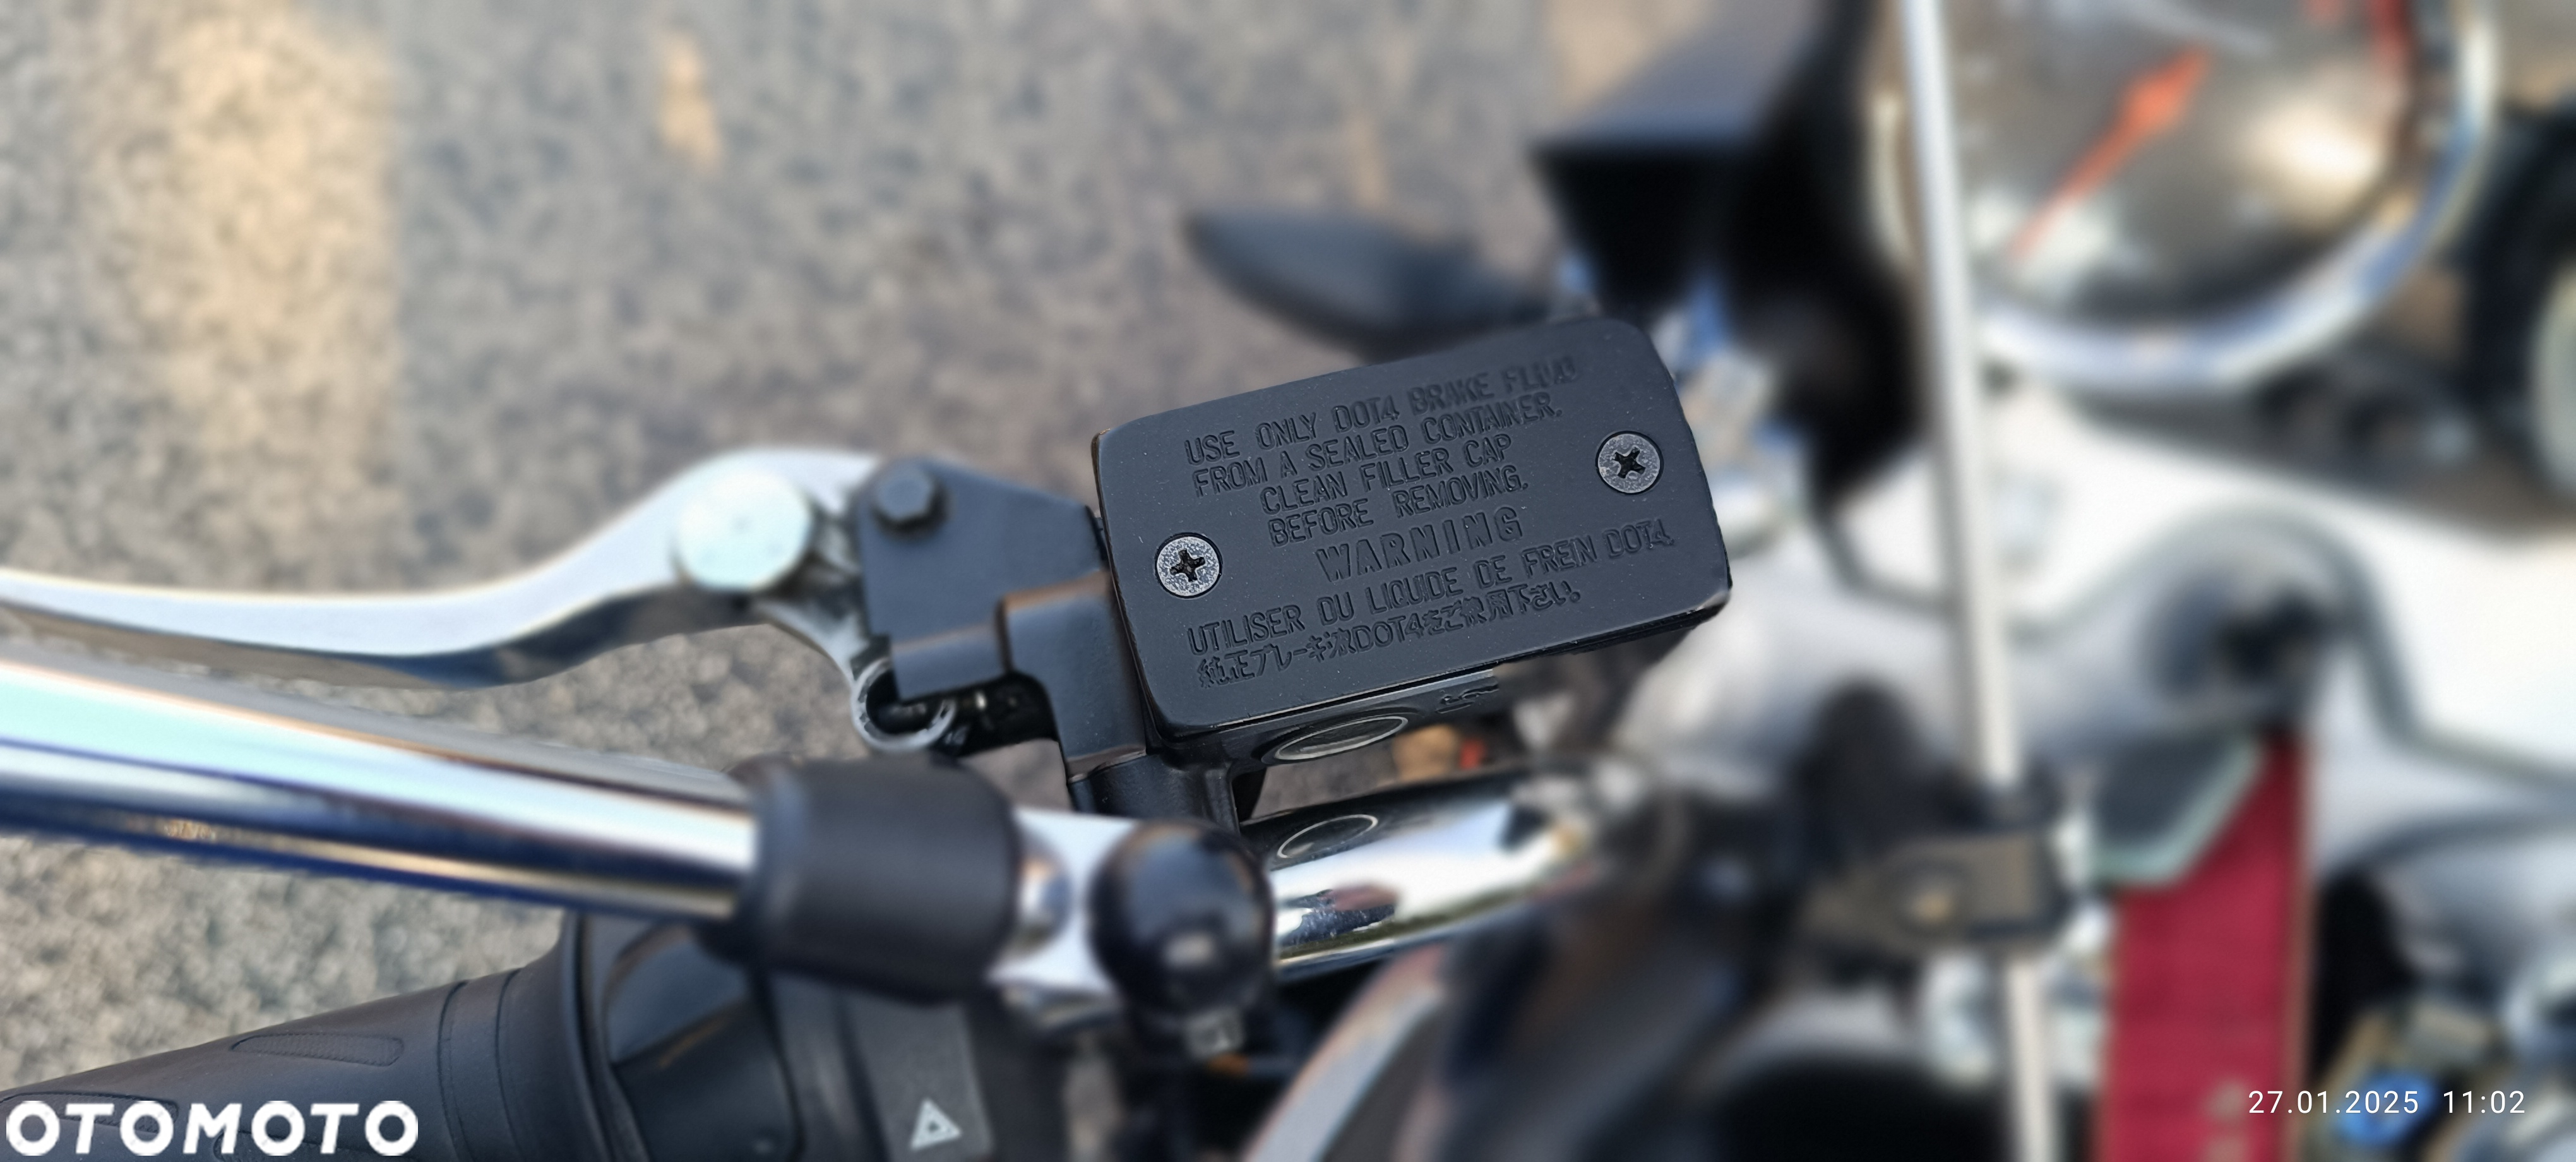 USE ONLY DOT4 BRAKE FLUID
FROM A SEALED CONTAINER.
CLEAN FILLER CAP
BEFORE REMOVING.
WARNING
UTILISER DU LIQUIDE DE FREIN DOT4.
純正ブレーキ液DOT4をご使用下さい。
OTOMOTO
27.01.2025 11:02